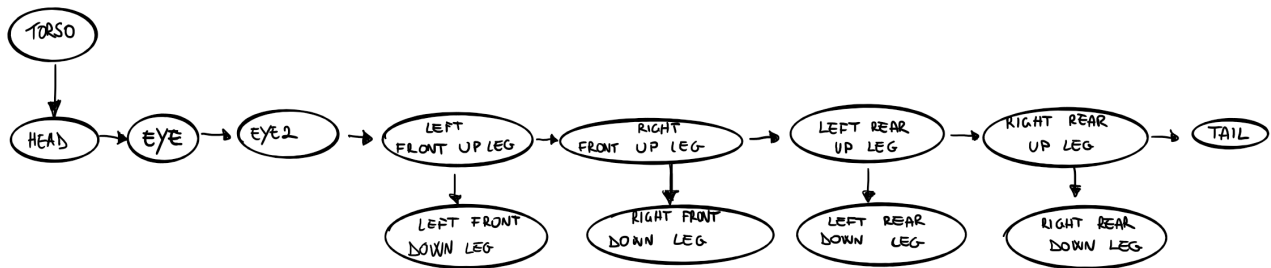 TORSO
HEAD
EYE
EYE2
LEFT
FRONT UP LEG
RIGHT
FRONT UP LEG
LEFT REAR
UP LEG
RIGHT REAR
UP LEG
TAIL
LEFT FRONT
DOWN LEG
RIGHT FRONT
DOWN LEG
LEFT REAR
DOWN LEG
RIGHT REAR
DOWN LEG